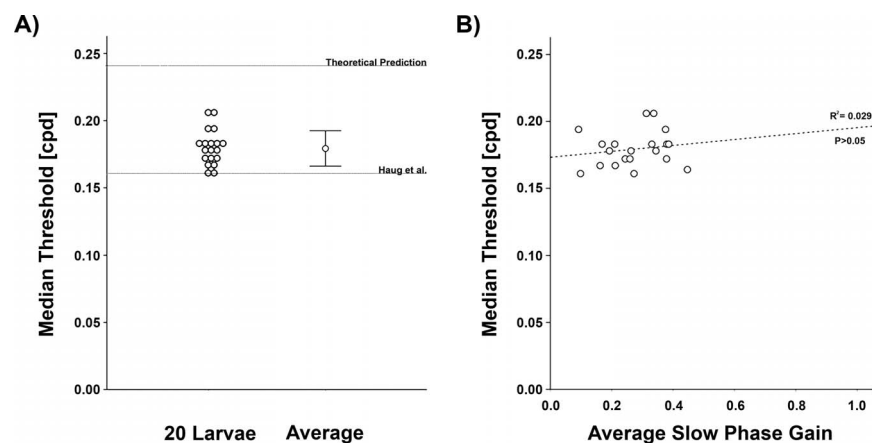 A)
Median Threshold [cpd]
0.25
0.20
0.15
0.10
0.05
0.00
Theoretical Prediction
Haug et al.
20 Larvae Average
B)
Median Threshold [cpd]
0.25
0.20
0.15
0.10
0.05
0.00
R²= 0.029
P>0.05
0.0 0.2 0.4 0.6 0.8 1.0
Average Slow Phase Gain